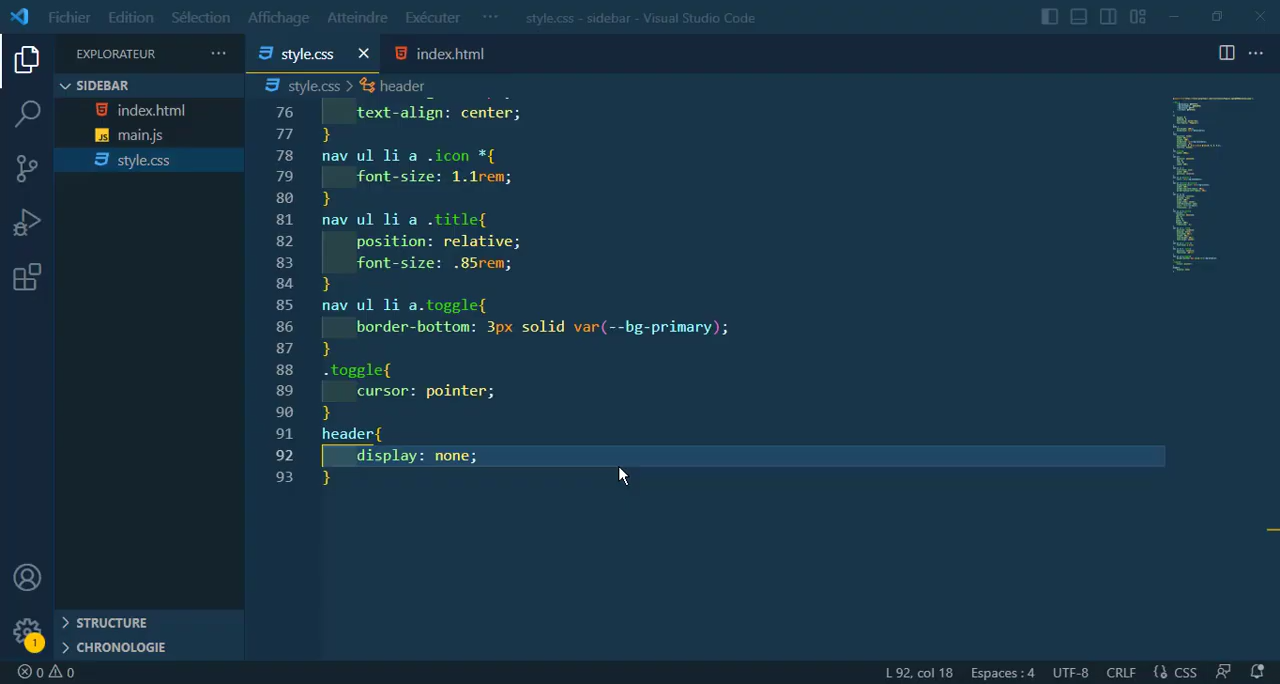 Fichier Edition Sélection Affichage Atteindre Exécuter ··· style.css - sidebar - Visual Studio Code
EXPLORATEUR ···
style.css index.html
SIDEBAR
style.css > header
index.html
main.js
style.css
76 text-align: center;
77 }
78 nav ul li a .icon *{
79 font-size: 1.1rem;
80 }
81 nav ul li a .title{
82 position: relative;
83 font-size: .85rem;
84 }
85 nav ul li a.toggle{
86 border-bottom: 3px solid var(--bg-primary);
87 }
88 .toggle{
89 cursor: pointer;
90 }
91 header{
92 display: none;
93 }
STRUCTURE
CHRONOLOGIE
1
0 0 L 92, col 18 Espaces : 4 UTF-8 CRLF {} CSS